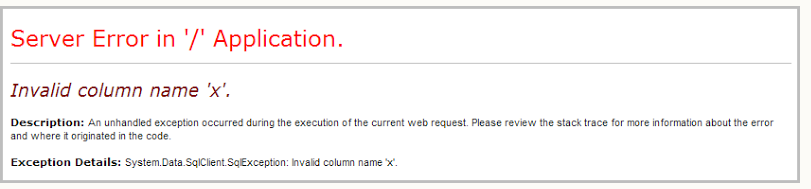 Server Error in '/' Application.
Invalid column name 'x'.
Description: An unhandled exception occurred during the execution of the current web request. Please review the stack trace for more information about the error
and where it originated in the code.
Exception Details: System.Data.SqlClient.SqlException: Invalid column name 'x'.